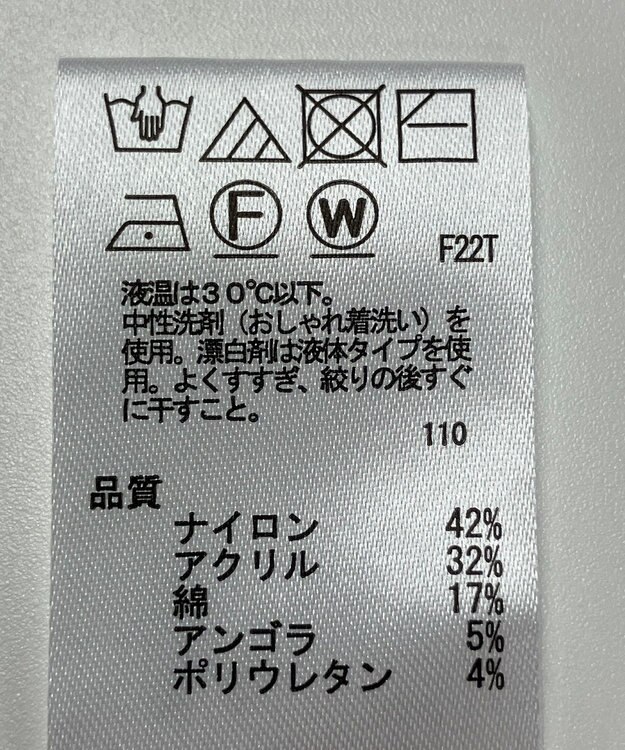 F W F22T
液温は30℃以下。
中性洗剤（おしゃれ着洗い）を
使用。漂白剤は液体タイプを使
用。よくすすぎ、絞りの後すぐ
に干すこと。
110
品質
ナイロン 42%
アクリル 32%
綿 17%
アンゴラ 5%
ポリウレタン 4%